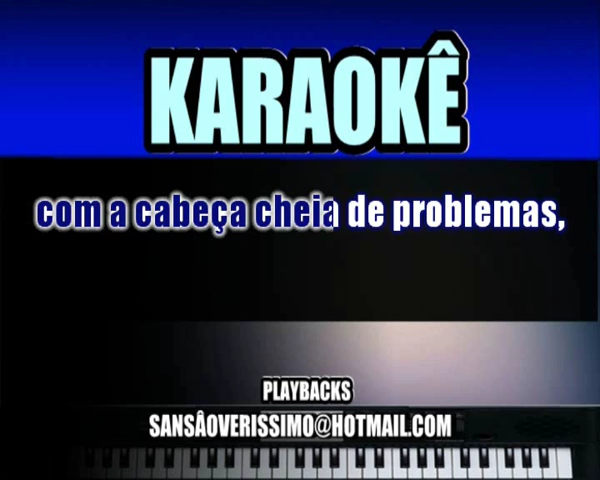 KARAOKÊ
com a cabeça cheia de problemas,
PLAYBACKS
SANSÂOVERISSIMO@HOTMAIL.COM